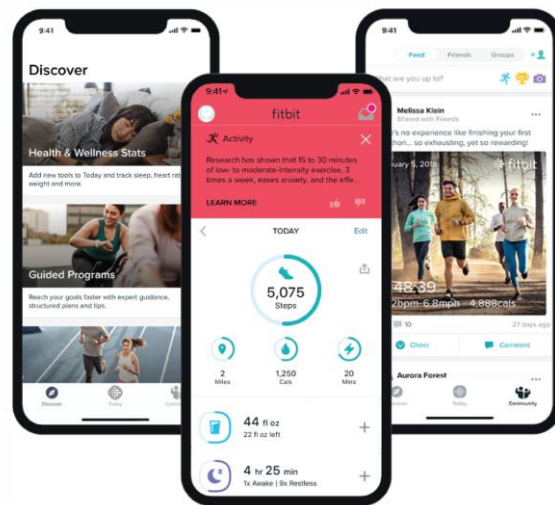 9:41
Discover
Health & Wellness Stats
Add new tools to Today and track sleep, heart rat
weight and more.
Guided Programs
Reach your goals faster with expert guidance,
structured plans and tips.
Discover
Today
9:41
fitbit
Activity
Research has shown that 15 to 30 minutes
of low- to moderate-intensity exercise, 3
times a week, eases anxiety, and the effe...
LEARN MORE
TODAY
Edit
5,075
Steps
2
Miles
1,250
Cals
20
Mins
44 fl oz
22 fl oz left
+
4 hr 25 min
1x Awake | 9x Restless
+
9:41
Feed
Friends
Groups
+
hat are you up to?
Melissa Klein
Shared with Friends
...
's no experience like finishing your first
than... so exhausting, yet so rewarding!
uary 5, 2018
fitbit
48:39
2bpm 6.8mph 4,888cals
10
27 days ago
Cheer
Comment
Aurora Forest
...
Today
Community